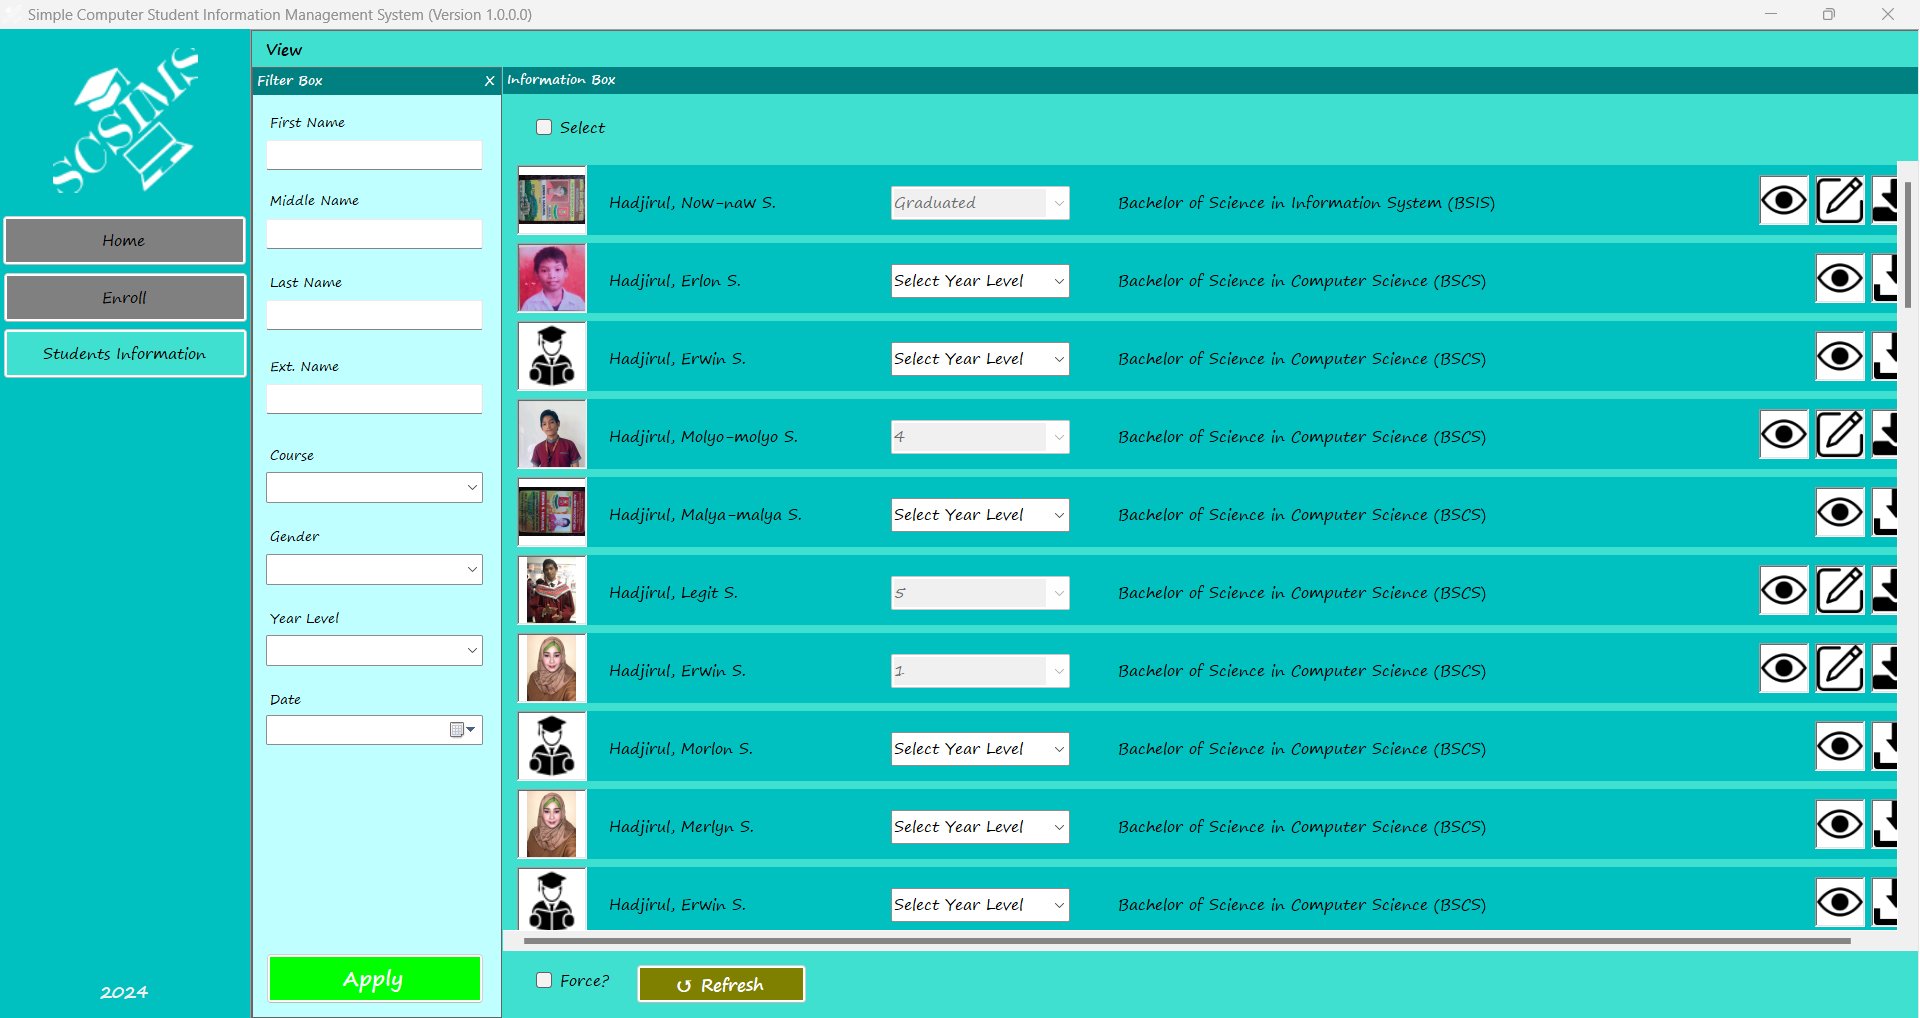 Simple Computer Student Information Management System (Version 1.0.0.0)
SCSIMS
Home
Enroll
Students Information
2024
View
Filter Box X
First Name
Middle Name
Last Name
Ext. Name
Course
Gender
Year Level
Date
Apply
Information Box
Select
Hadjirul, Now-naw S. Graduated Bachelor of Science in Information System (BSIS)
Hadjirul, Erlon S. Select Year Level Bachelor of Science in Computer Science (BSCS)
Hadjirul, Erwin S. Select Year Level Bachelor of Science in Computer Science (BSCS)
Hadjirul, Molyo-molyo S. 4 Bachelor of Science in Computer Science (BSCS)
Hadjirul, Malya-malya S. Select Year Level Bachelor of Science in Computer Science (BSCS)
Hadjirul, Legit S. 5 Bachelor of Science in Computer Science (BSCS)
Hadjirul, Erwin S. 1 Bachelor of Science in Computer Science (BSCS)
Hadjirul, Morlon S. Select Year Level Bachelor of Science in Computer Science (BSCS)
Hadjirul, Merlyn S. Select Year Level Bachelor of Science in Computer Science (BSCS)
Hadjirul, Erwin S. Select Year Level Bachelor of Science in Computer Science (BSCS)
Force? Refresh